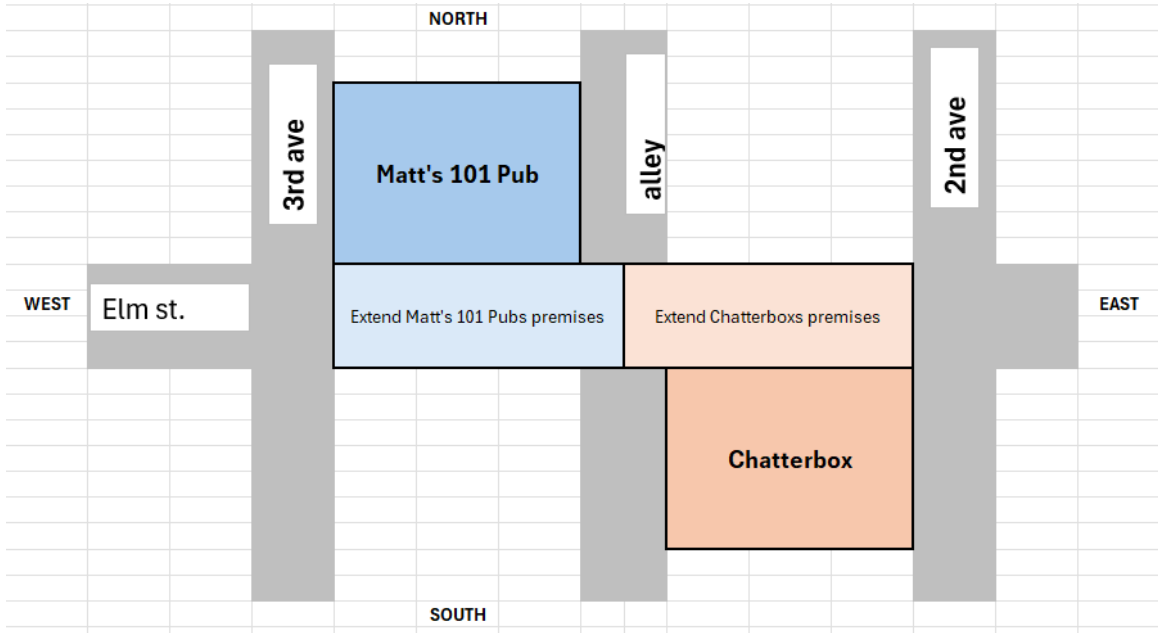 NORTH
3rd ave
alley
2nd ave
Matt's 101 Pub
WEST
Elm st.
Extend Matt's 101 Pubs premises
Extend Chatterboxs premises
EAST
Chatterbox
SOUTH